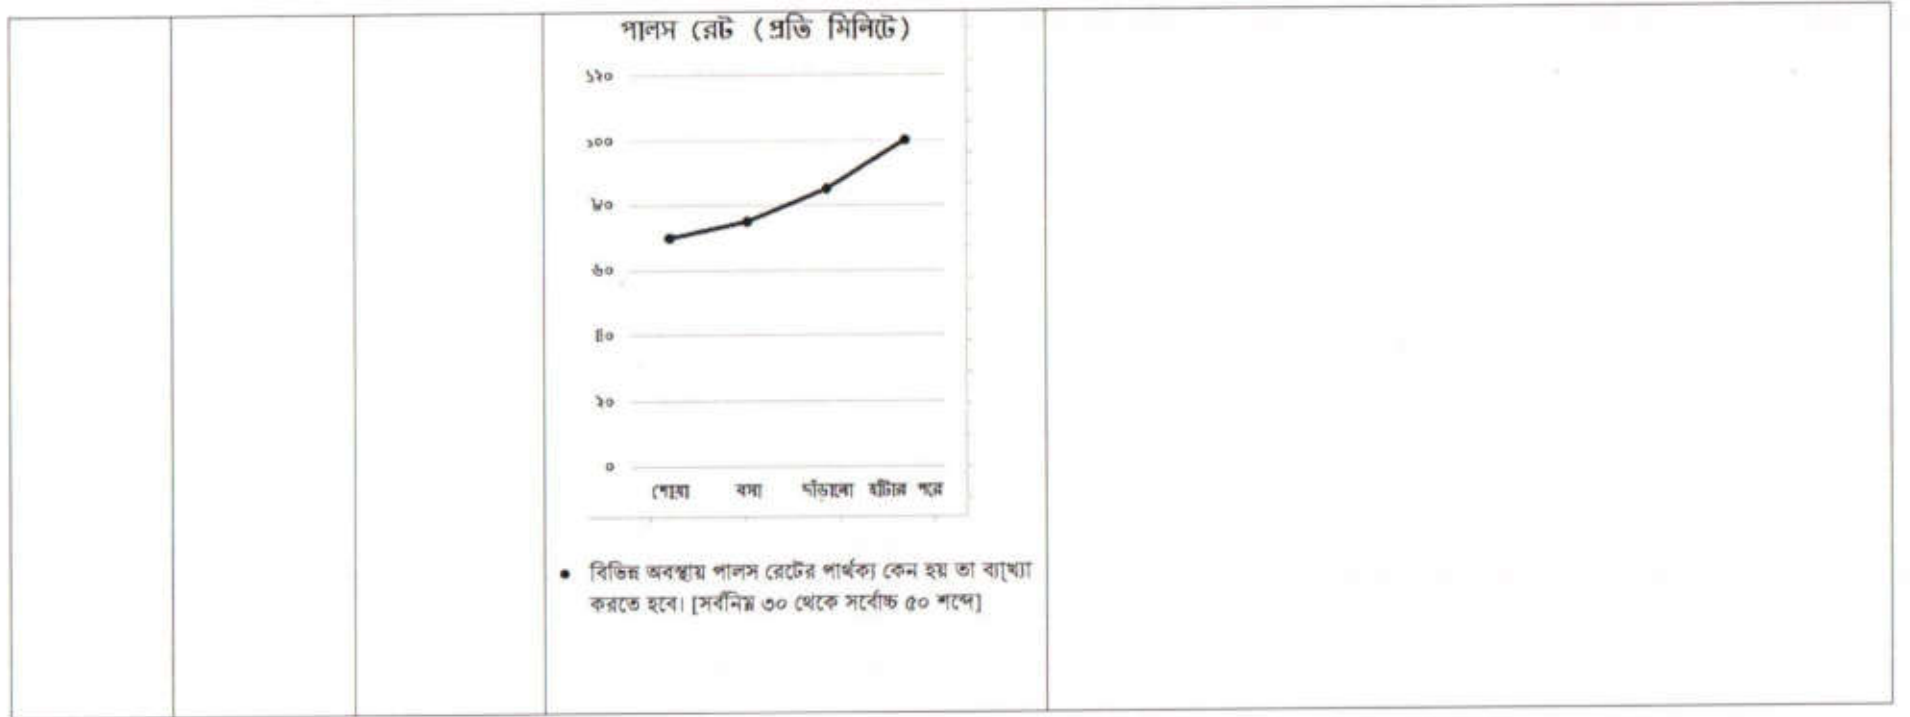 পালস রেট (প্রতি মিনিটে)
১২০
১০০
৮০
৬০
৪০
২০
০
শোয়া বসা দাঁড়ানো হাঁটার পরে
• বিভিন্ন অবস্থায় পালস রেটের পার্থক্য কেন হয় তা ব্যাখ্যা
করতে হবে। [সর্বনিম্ন ৩০ থেকে সর্বোচ্চ ৫০ শব্দে]